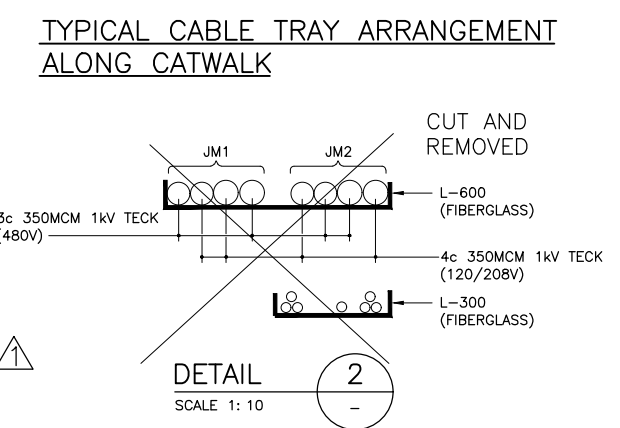 TYPICAL CABLE TRAY ARRANGEMENT
ALONG CATWALK
CUT AND
REMOVED
JM1
JM2
L-600
(FIBERGLASS)
3c 350MCM 1kV TECK
(480V)
4c 350MCM 1kV TECK
(120/208V)
L-300
(FIBERGLASS)
1
DETAIL
2
SCALE 1:10
-